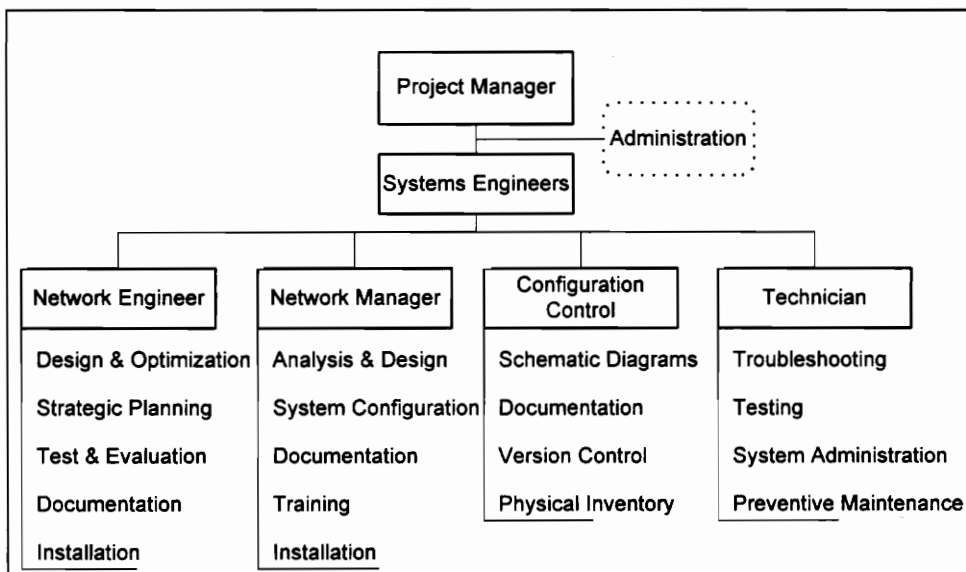 Project Manager
Administration
Systems Engineers
Network Engineer
Design & Optimization
Strategic Planning
Test & Evaluation
Documentation
Installation
Network Manager
Analysis & Design
System Configuration
Documentation
Training
Installation
Configuration
Control
Schematic Diagrams
Documentation
Version Control
Physical Inventory
Technician
Troubleshooting
Testing
System Administration
Preventive Maintenance